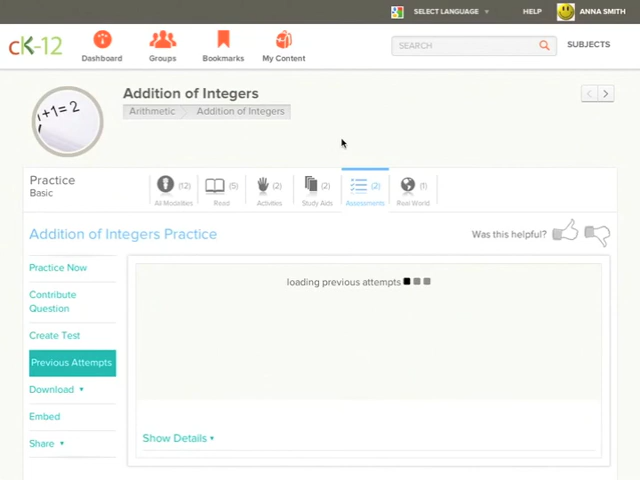 SELECT LANGUAGE ▾ HELP ANNA SMITH
cK-12 Dashboard Groups Bookmarks My Content SEARCH SUBJECTS
Addition of Integers
Arithmetic Addition of Integers
+1=2
Practice
Basic
(12) (5) (2) (2) (2) (1)
All Modalities Read Activities Study Aids Assessments Real World
Addition of Integers Practice Was this helpful?
Practice Now
Contribute
Question
Create Test
Previous Attempts
Download ▾
Embed
Share ▾
loading previous attempts
Show Details ▾